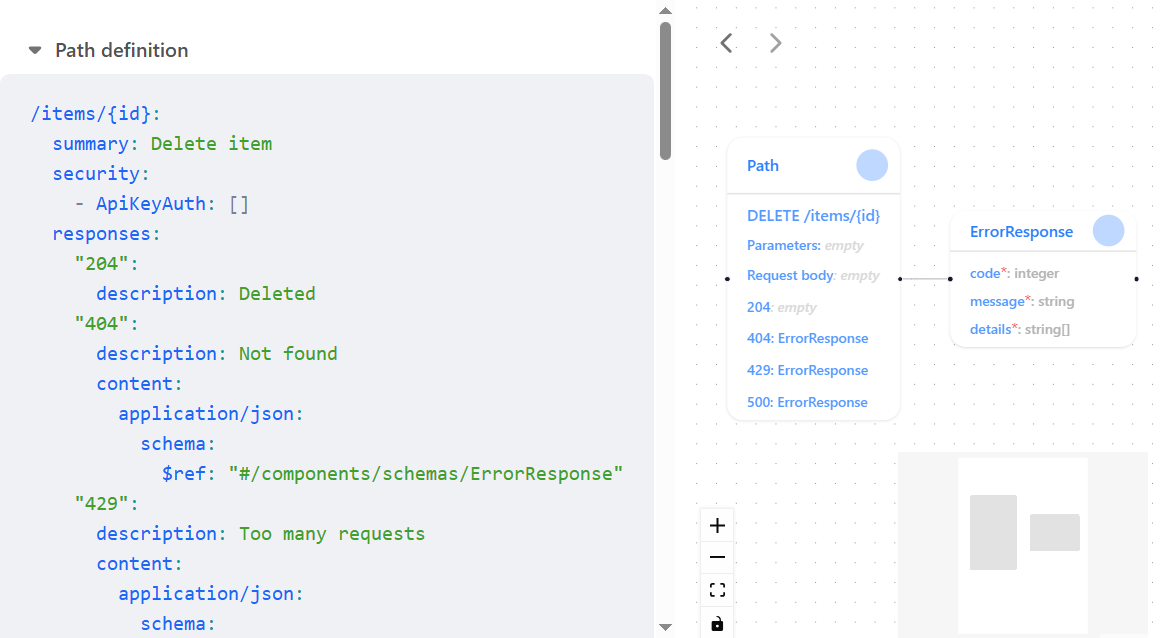 Path definition
/items/{id}:
summary: Delete item
security:
- ApiKeyAuth: []
responses:
"204":
description: Deleted
"404":
description: Not found
content:
application/json:
schema:
$ref: "#/components/schemas/ErrorResponse"
"429":
description: Too many requests
content:
application/json:
schema:
Path
DELETE /items/{id}
Parameters: empty
Request body: empty
204: empty
404: ErrorResponse
429: ErrorResponse
500: ErrorResponse
ErrorResponse
code*: integer
message*: string
details*: string[]